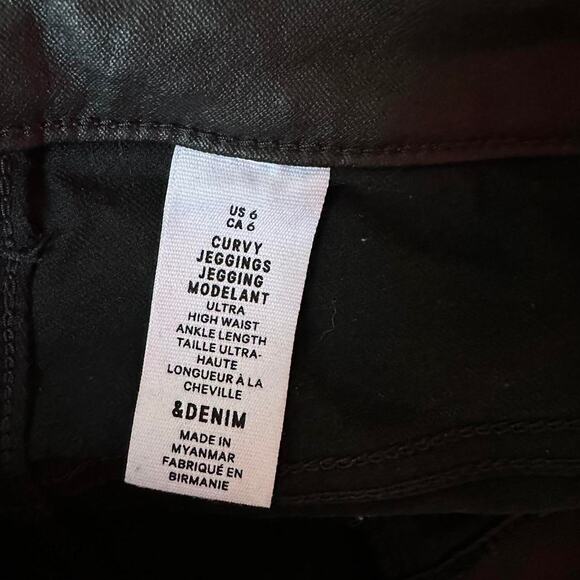 US 6
CA 6
CURVY
JEGGINGS
JEGGING
MODELANT
ULTRA
HIGH WAIST
ANKLE LENGTH
TAILLE ULTRA-
HAUTE
LONGUEUR À LA
CHEVILLE
&DENIM
MADE IN
MYANMAR
FABRIQUÉ EN
BIRMANIE